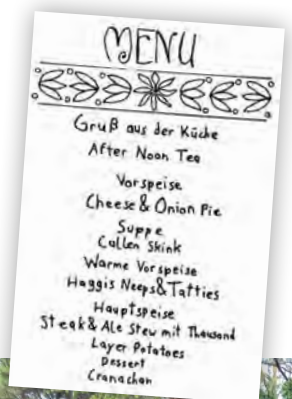 MENU
Gruß aus der Küche
After Noon Tea
Vorspeise
Cheese & Onion Pie
Suppe
Cullen Skink
Warme Vorspeise
Haggis Neeps & Tatties
Hauptspeise
Steak & Ale Stew mit Thousand
Layer Potatoes
Dessert
Cranachan